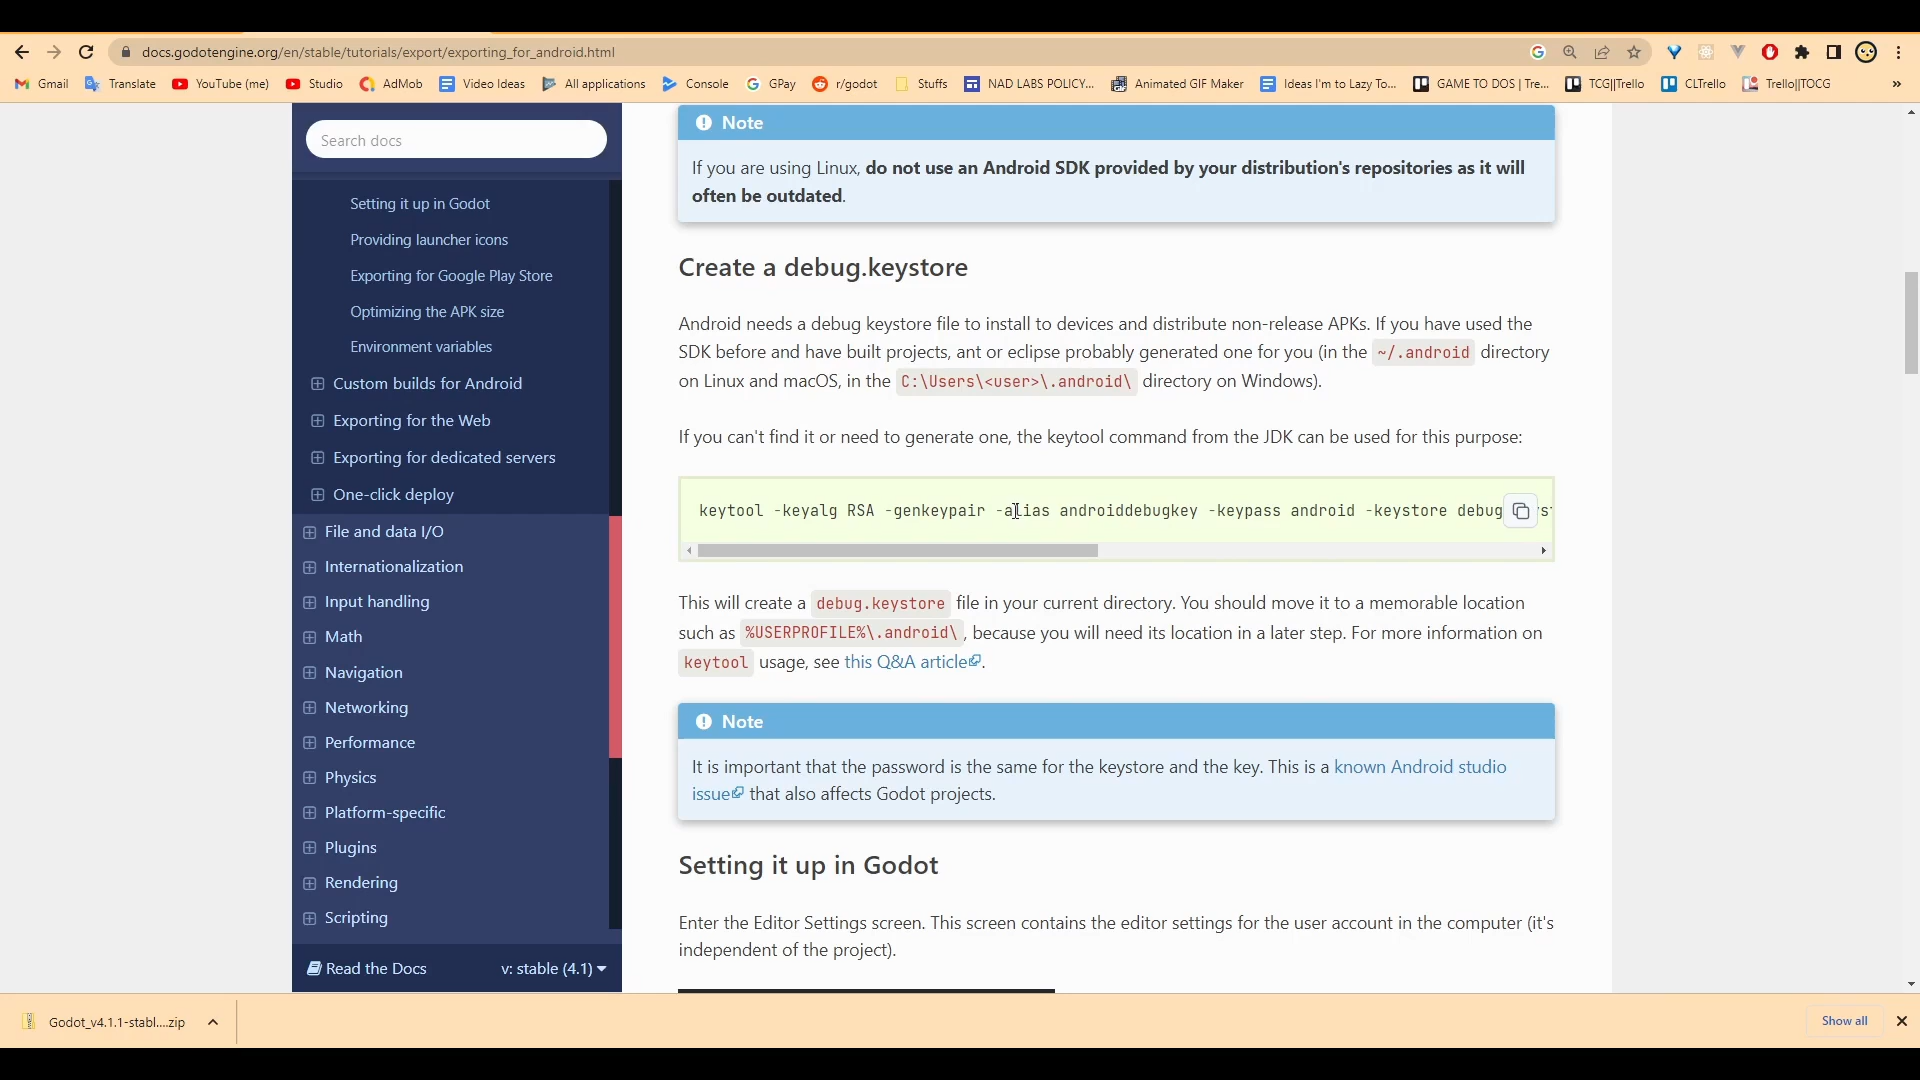 docs.godotengine.org/en/stable/tutorials/export/exporting_for_android.html
Gmail Translate YouTube (me) Studio AdMob Video Ideas All applications Console GPay r/godot Stuffs NAD LABS POLICY... Animated GIF Maker Ideas I'm to Lazy To... GAME TO DOS | Tre... TCG||Trello CLTrello Trello||TOCG »
Search docs
Setting it up in Godot
Providing launcher icons
Exporting for Google Play Store
Optimizing the APK size
Environment variables
Custom builds for Android
Exporting for the Web
Exporting for dedicated servers
One-click deploy
File and data I/O
Internationalization
Input handling
Math
Navigation
Networking
Performance
Physics
Platform-specific
Plugins
Rendering
Scripting
Read the Docs v: stable (4.1)
Note
If you are using Linux, do not use an Android SDK provided by your distribution's repositories as it will
often be outdated.
Create a debug.keystore
Android needs a debug keystore file to install to devices and distribute non-release APKs. If you have used the
SDK before and have built projects, ant or eclipse probably generated one for you (in the ~/.android directory
on Linux and macOS, in the C:\Users\<user>\.android\ directory on Windows).
If you can't find it or need to generate one, the keytool command from the JDK can be used for this purpose:
keytool -keyalg RSA -genkeypair -alias androiddebugkey -keypass android -keystore debug
This will create a debug.keystore file in your current directory. You should move it to a memorable location
such as %USERPROFILE%\.android\, because you will need its location in a later step. For more information on
keytool usage, see this Q&A article.
Note
It is important that the password is the same for the keystore and the key. This is a known Android studio
issue that also affects Godot projects.
Setting it up in Godot
Enter the Editor Settings screen. This screen contains the editor settings for the user account in the computer (it's
independent of the project).
Godot_v4.1.1-stabl....zip
Show all